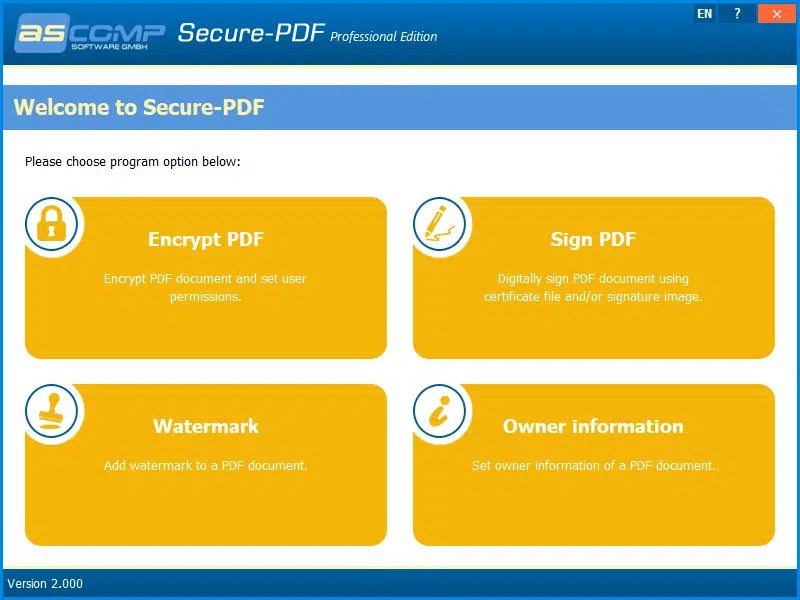 ascomp
SOFTWARE GMBH
Secure-PDF Professional Edition
EN ? ×
Welcome to Secure-PDF
Please choose program option below:
Encrypt PDF
Encrypt PDF document and set user
permissions.
Sign PDF
Digitally sign PDF document using
certificate file and/or signature image.
Watermark
Add watermark to a PDF document.
Owner information
Set owner information of a PDF document.
Version 2.000